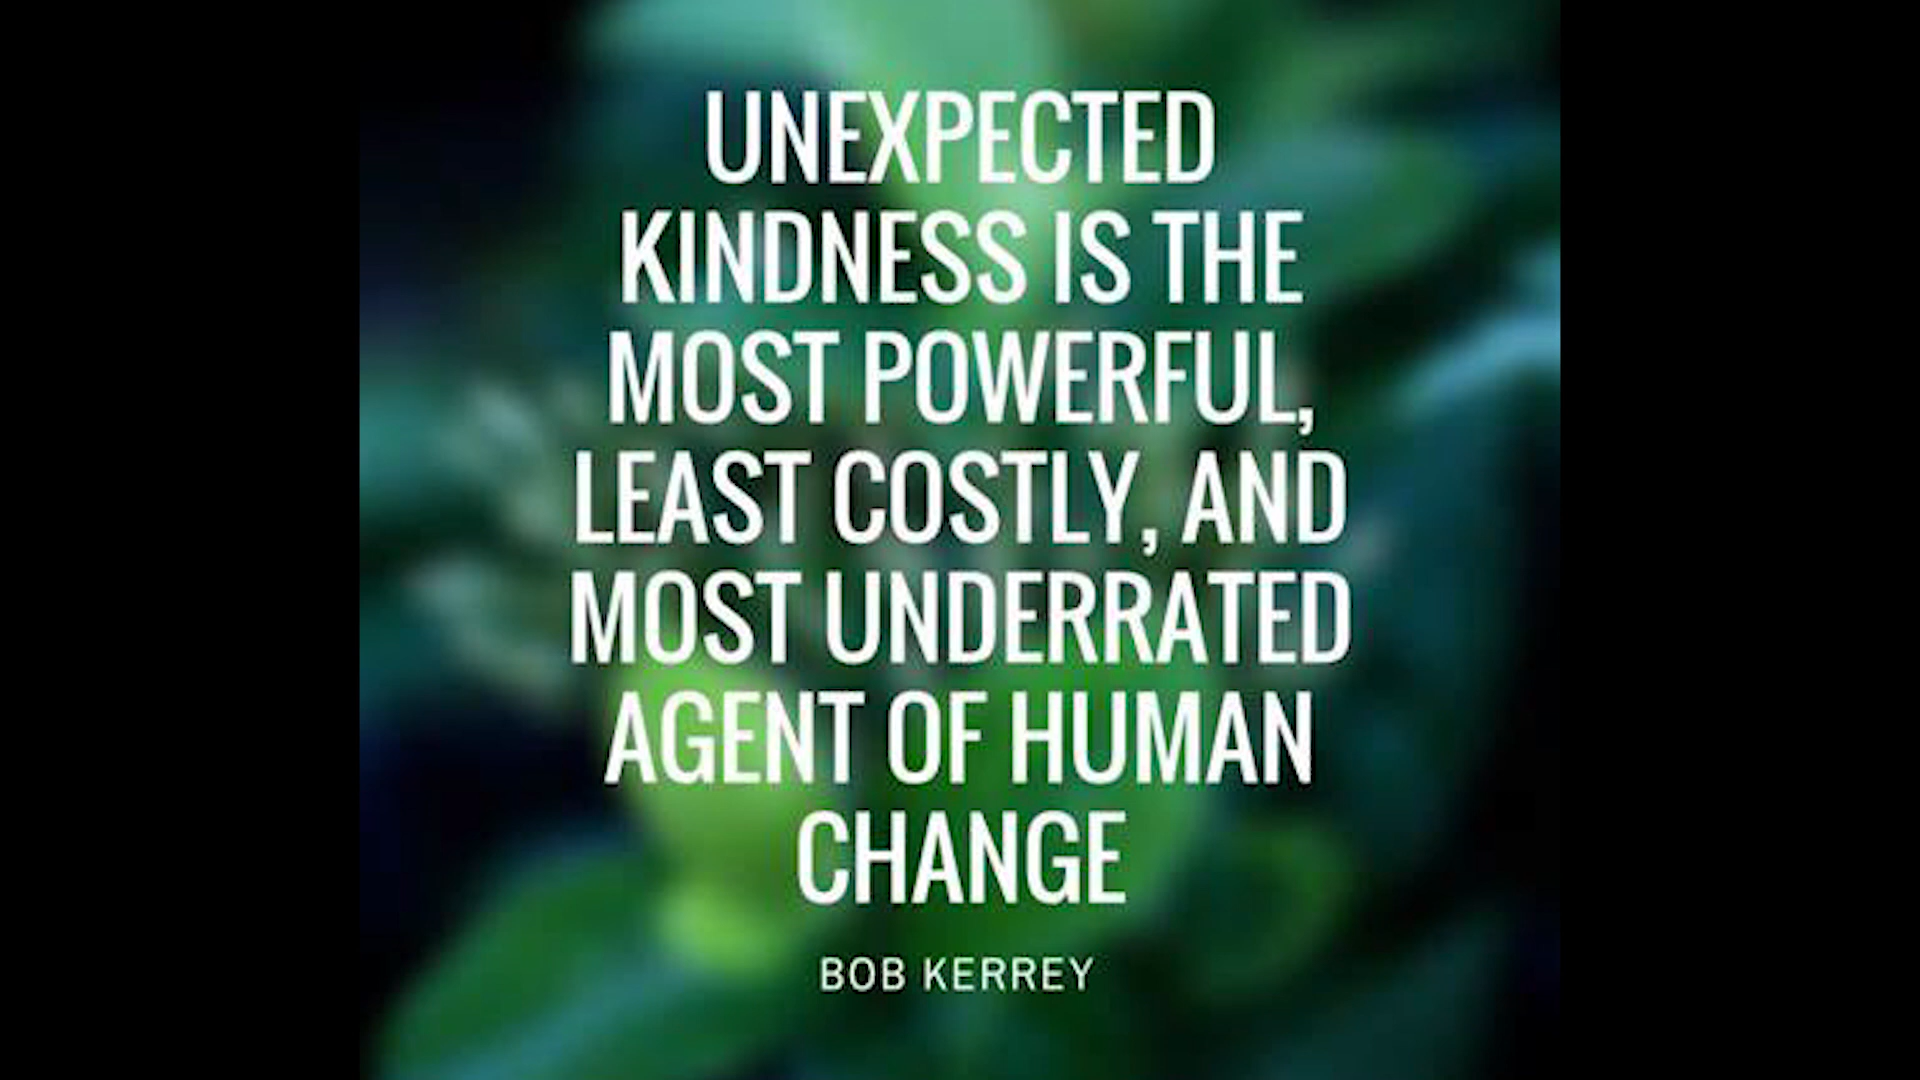 UNEXPECTED
KINDNESS IS THE
MOST POWERFUL,
LEAST COSTLY, AND
MOST UNDERRATED
AGENT OF HUMAN
CHANGE
BOB KERREY